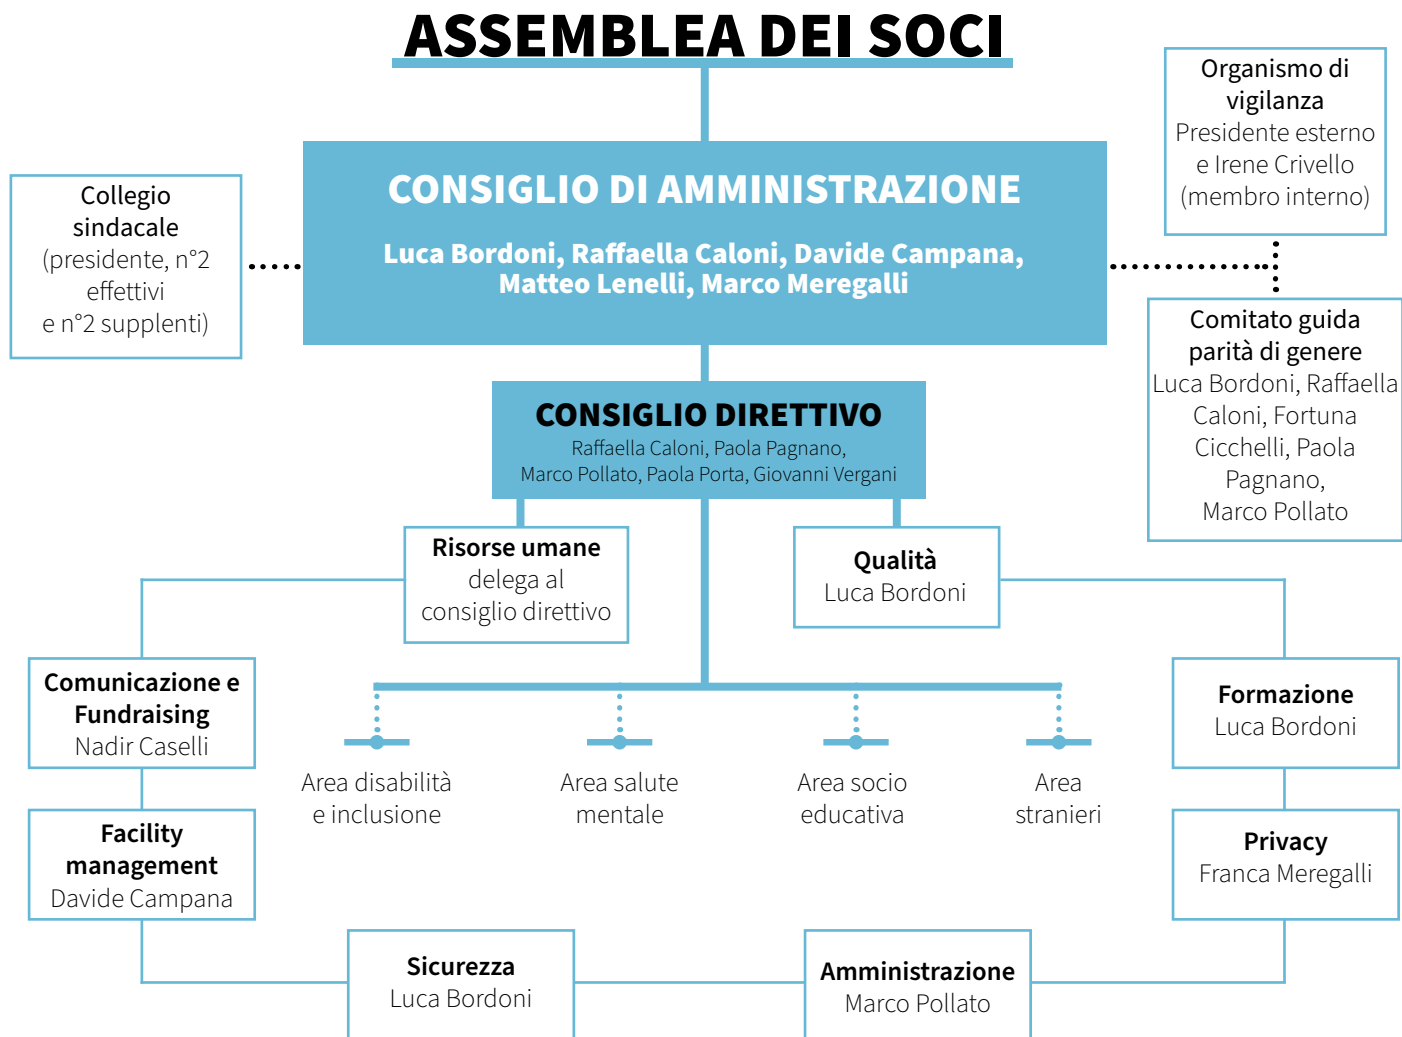 ASSEMBLEA DEI SOCI
Organismo di
vigilanza
Presidente esterno
e Irene Crivello
(membro interno)
CONSIGLIO DI AMMINISTRAZIONE
Luca Bordoni, Raffaella Caloni, Davide Campana,
Matteo Lenelli, Marco Meregalli
Collegio
sindacale
(presidente, n°2
effettivi
e n°2 supplenti)
Comitato guida
parità di genere
Luca Bordoni, Raffaella
Caloni, Fortuna
Cicchelli, Paola
Pagnano,
Marco Pollato
CONSIGLIO DIRETTIVO
Raffaella Caloni, Paola Pagnano,
Marco Pollato, Paola Porta, Giovanni Vergani
Risorse umane
delega al
consiglio direttivo
Qualità
Luca Bordoni
Comunicazione e
Fundraising
Nadir Caselli
Formazione
Luca Bordoni
Area disabilità
e inclusione
Area salute
mentale
Area socio
educativa
Area
stranieri
Facility
management
Davide Campana
Privacy
Franca Meregalli
Sicurezza
Luca Bordoni
Amministrazione
Marco Pollato